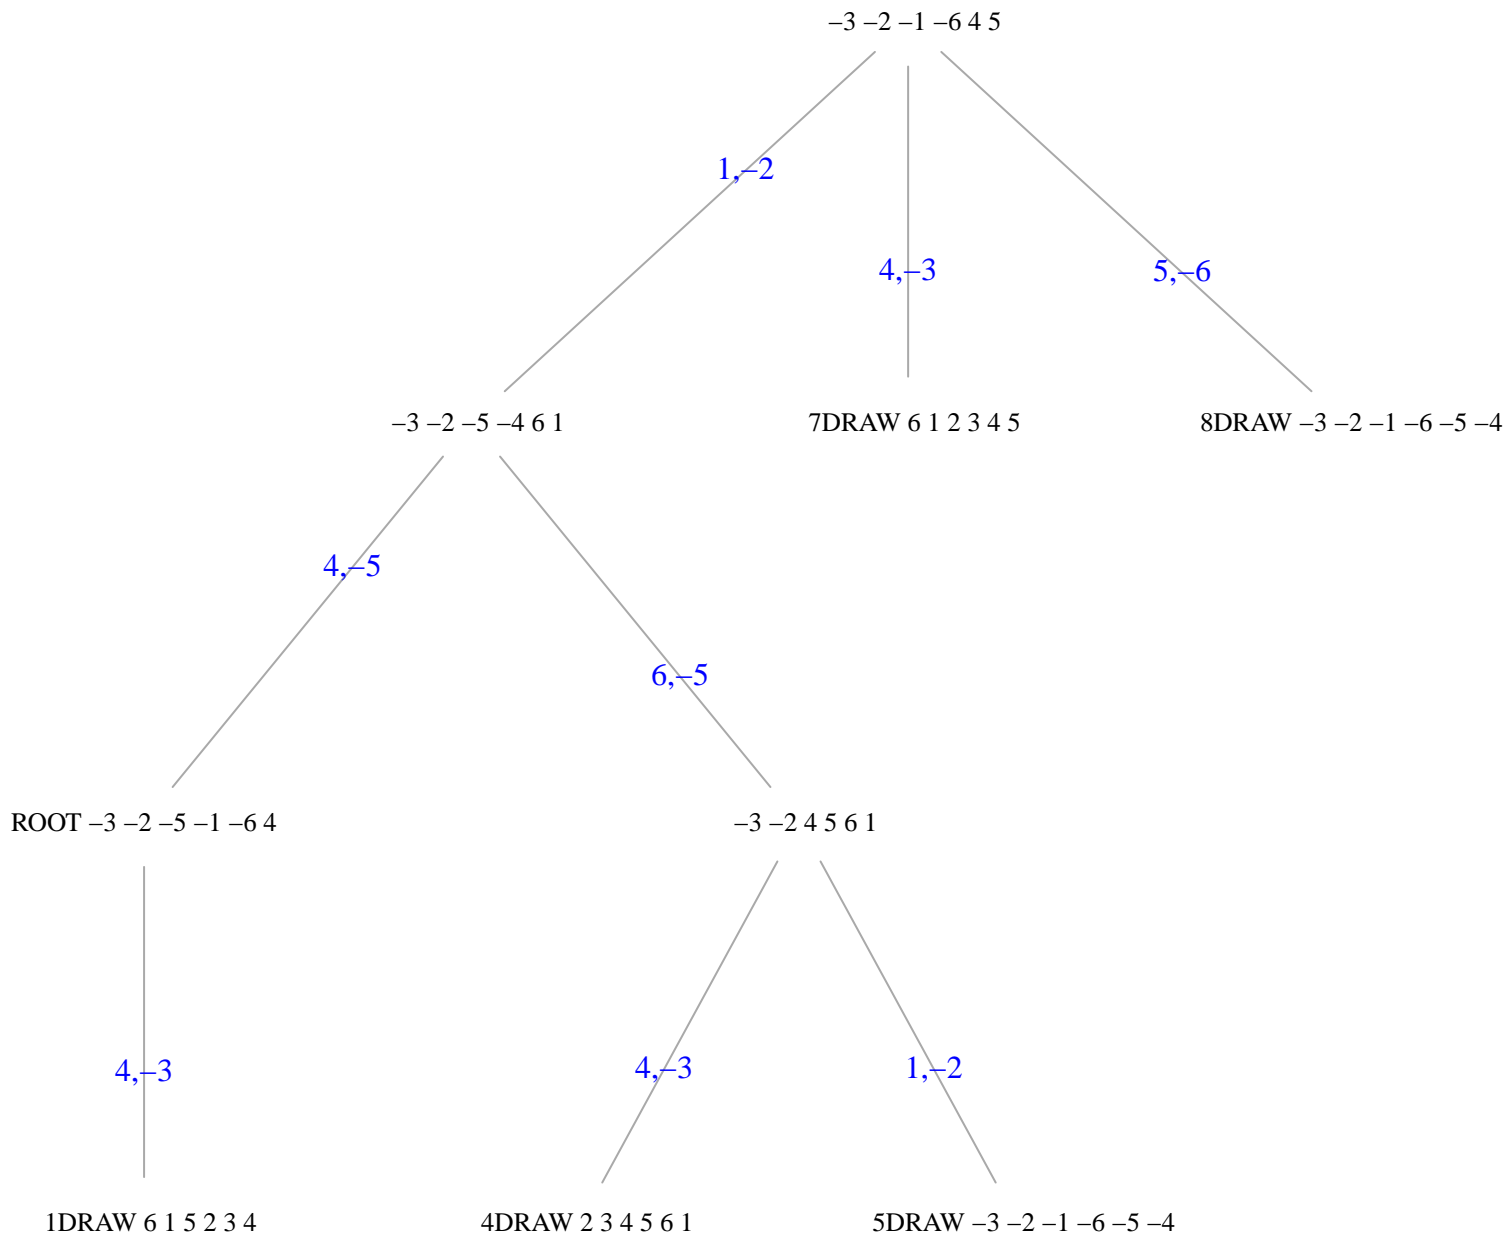 –3 –2 –1 –6 4 5
1,–2
4,–3
5,–6
–3 –2 –5 –4 6 1
7DRAW 6 1 2 3 4 5
8DRAW –3 –2 –1 –6 –5 –4
4,–5
6,–5
ROOT –3 –2 –5 –1 –6 4
–3 –2 4 5 6 1
4,–3
4,–3
1,–2
1DRAW 6 1 5 2 3 4
4DRAW 2 3 4 5 6 1
5DRAW –3 –2 –1 –6 –5 –4